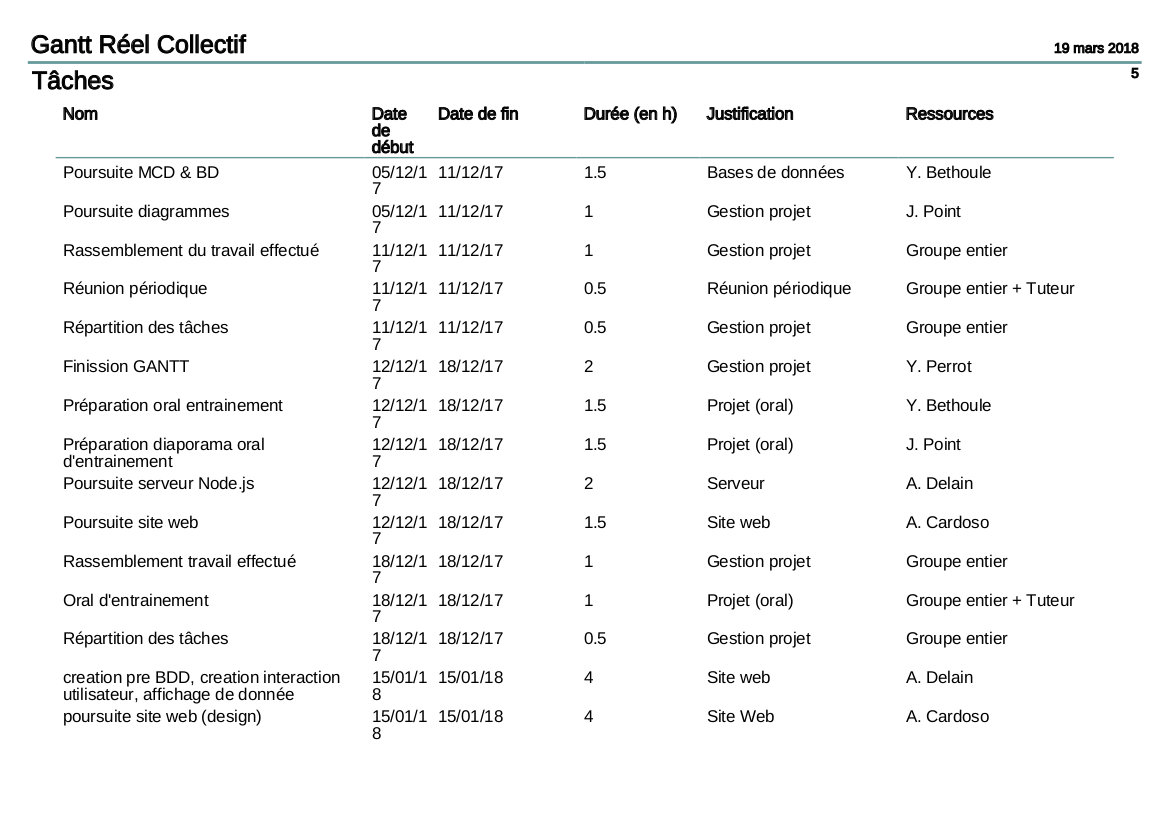 Gantt Réel Collectif
19 mars 2018
Tâches
5
Nom Date de début Date de fin Durée (en h) Justification Ressources
Poursuite MCD & BD 05/12/17 11/12/17 1.5 Bases de données Y. Bethoule
Poursuite diagrammes 05/12/17 11/12/17 1 Gestion projet J. Point
Rassemblement du travail effectué 11/12/17 11/12/17 1 Gestion projet Groupe entier
Réunion périodique 11/12/17 11/12/17 0.5 Réunion périodique Groupe entier + Tuteur
Répartition des tâches 11/12/17 11/12/17 0.5 Gestion projet Groupe entier
Finission GANTT 12/12/17 18/12/17 2 Gestion projet Y. Perrot
Préparation oral entrainement 12/12/17 18/12/17 1.5 Projet (oral) Y. Bethoule
Préparation diaporama oral d'entrainement 12/12/17 18/12/17 1.5 Projet (oral) J. Point
Poursuite serveur Node.js 12/12/17 18/12/17 2 Serveur A. Delain
Poursuite site web 12/12/17 18/12/17 1.5 Site web A. Cardoso
Rassemblement travail effectué 18/12/17 18/12/17 1 Gestion projet Groupe entier
Oral d'entrainement 18/12/17 18/12/17 1 Projet (oral) Groupe entier + Tuteur
Répartition des tâches 18/12/17 18/12/17 0.5 Gestion projet Groupe entier
creation pre BDD, creation interaction utilisateur, affichage de donnée 15/01/18 15/01/18 4 Site web A. Delain
poursuite site web (design) 15/01/18 15/01/18 4 Site Web A. Cardoso